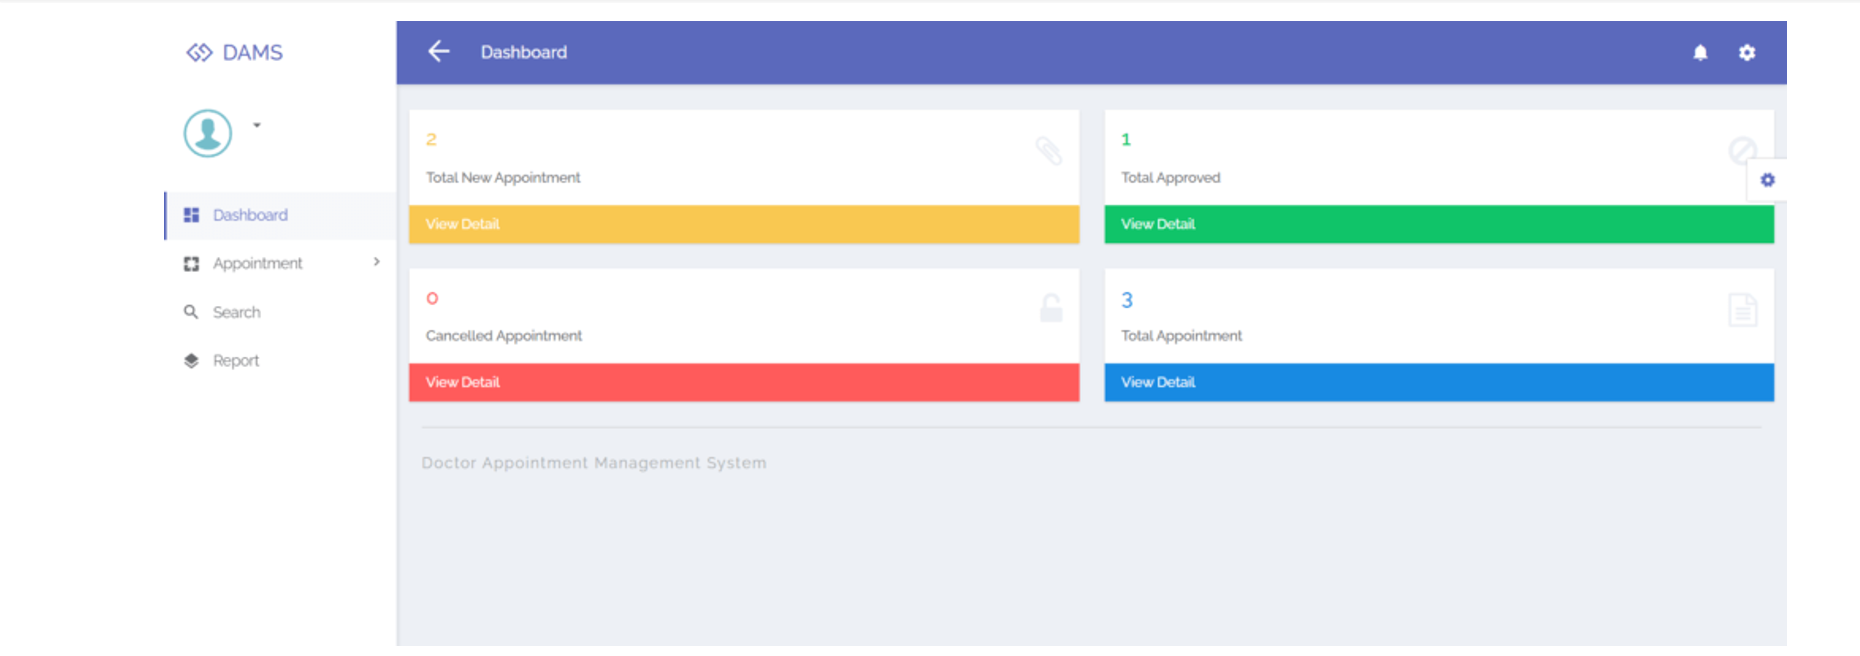 DAMS
Dashboard
Dashboard
Appointment
Search
Report
2
Total New Appointment
View Detail
1
Total Approved
View Detail
0
Cancelled Appointment
View Detail
3
Total Appointment
View Detail
Doctor Appointment Management System